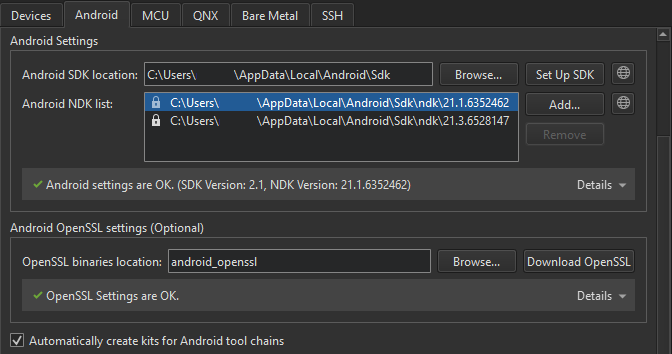 Devices Android MCU QNX Bare Metal SSH
Android Settings
Android SDK location: C:\Users\ \AppData\Local\Android\Sdk Browse... Set Up SDK
Android NDK list: C:\Users\ \AppData\Local\Android\Sdk\ndk\21.1.6352462 Add...
C:\Users\ \AppData\Local\Android\Sdk\ndk\21.3.6528147
Remove
Android settings are OK. (SDK Version: 2.1, NDK Version: 21.1.6352462) Details
Android OpenSSL settings (Optional)
OpenSSL binaries location: android_openssl Browse... Download OpenSSL
OpenSSL Settings are OK. Details
Automatically create kits for Android tool chains